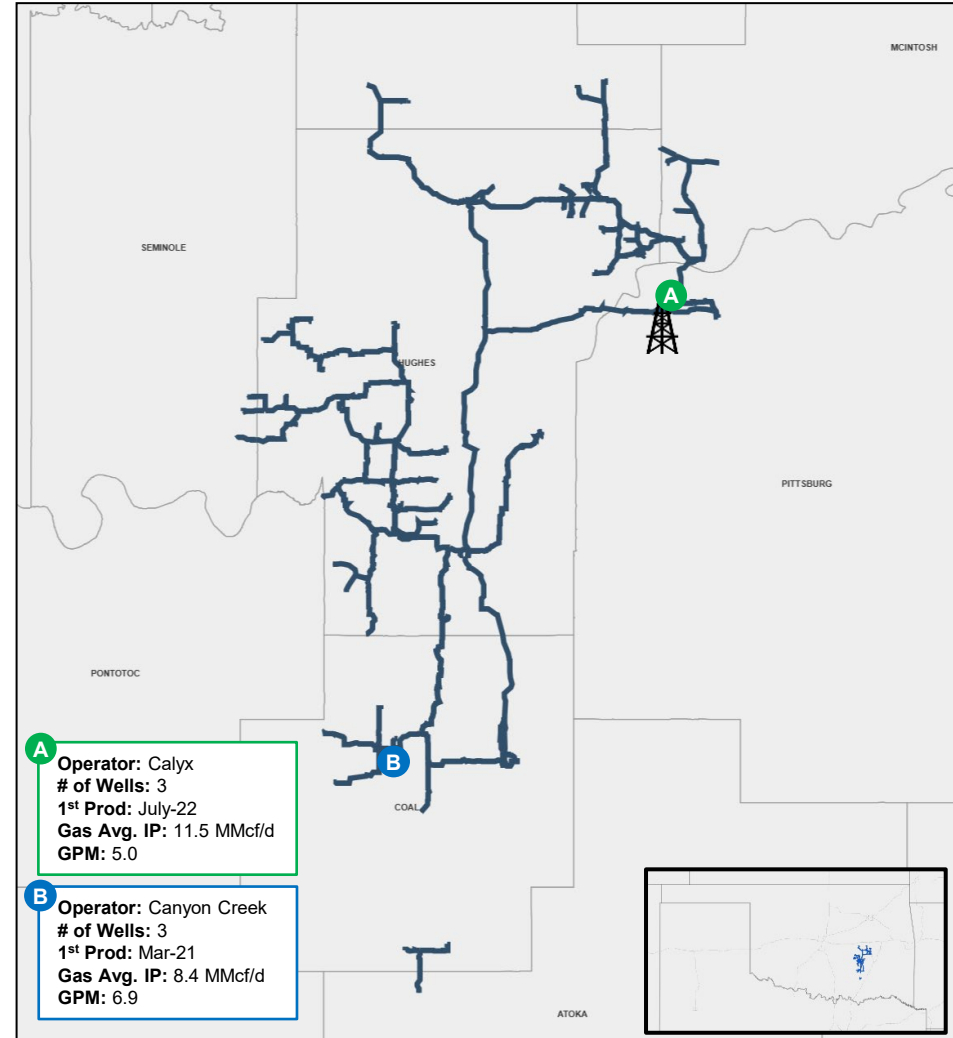 MCINTOSH
SEMINOLE
A
HUGHES
PITTSBURG
PONTOTOC
B
COAL
A
Operator: Calyx
# of Wells: 3
1st Prod: July-22
Gas Avg. IP: 11.5 MMcf/d
GPM: 5.0
B
Operator: Canyon Creek
# of Wells: 3
1st Prod: Mar-21
Gas Avg. IP: 8.4 MMcf/d
GPM: 6.9
ATOKA